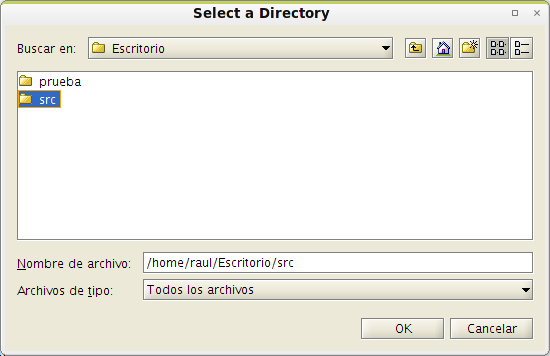 Select a Directory
Buscar en: Escritorio
prueba
src
Nombre de archivo: /home/raul/Escritorio/src
Archivos de tipo: Todos los archivos
OK Cancelar